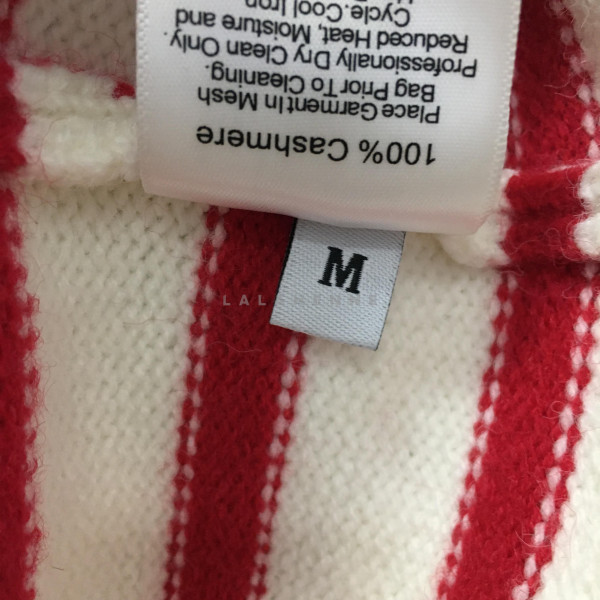 100% Cashmere
Place Garment In Mesh
Bag Prior To Cleaning.
Professionally Dry Clean Only.
Reduced Heat, Moisture and
Cycle.Cool Iron
M